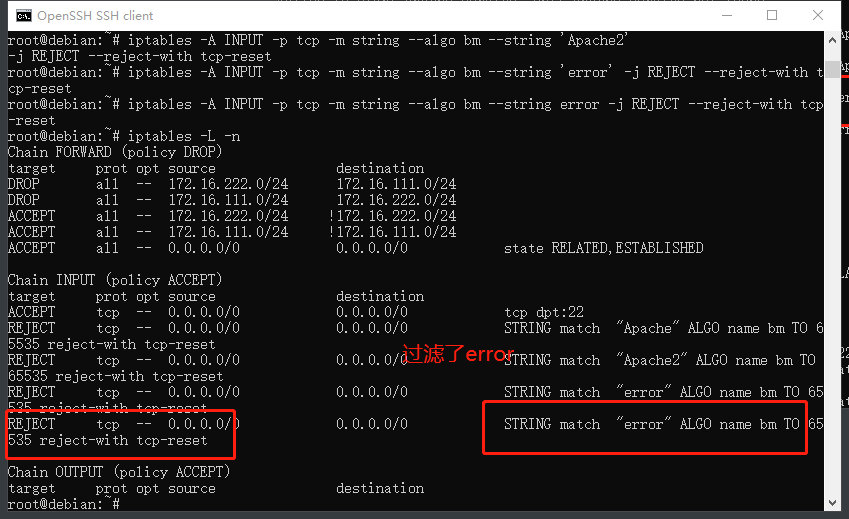 OpenSSH SSH client
root@debian:~# iptables -A INPUT -p tcp -m string --algo bm --string 'Apache2'
-j REJECT --reject-with tcp-reset
root@debian:~# iptables -A INPUT -p tcp -m string --algo bm --string 'error' -j REJECT --reject-with t
cp-reset
root@debian:~# iptables -A INPUT -p tcp -m string --algo bm --string error -j REJECT --reject-with tcp
-reset
root@debian:~# iptables -L -n
Chain FORWARD (policy DROP)
target prot opt source destination
DROP all -- 172.16.222.0/24 172.16.111.0/24
DROP all -- 172.16.111.0/24 172.16.222.0/24
ACCEPT all -- 172.16.222.0/24 !172.16.222.0/24
ACCEPT all -- 172.16.111.0/24 !172.16.111.0/24
ACCEPT all -- 0.0.0.0/0 0.0.0.0/0 state RELATED,ESTABLISHED
Chain INPUT (policy ACCEPT)
target prot opt source destination
ACCEPT tcp -- 0.0.0.0/0 0.0.0.0/0 tcp dpt:22
REJECT tcp -- 0.0.0.0/0 0.0.0.0/0 STRING match "Apache" ALGO name bm TO 6
5535 reject-with tcp-reset
过滤了error
REJECT tcp -- 0.0.0.0/0 0.0.0.0/0 STRING match "Apache2" ALGO name bm TO
65535 reject-with tcp-reset
REJECT tcp -- 0.0.0.0/0 0.0.0.0/0 STRING match "error" ALGO name bm TO 65
535 reject-with tcp-reset
REJECT tcp -- 0.0.0.0/0 0.0.0.0/0 STRING match "error" ALGO name bm TO 65
535 reject-with tcp-reset
Chain OUTPUT (policy ACCEPT)
target prot opt source destination
root@debian:~#